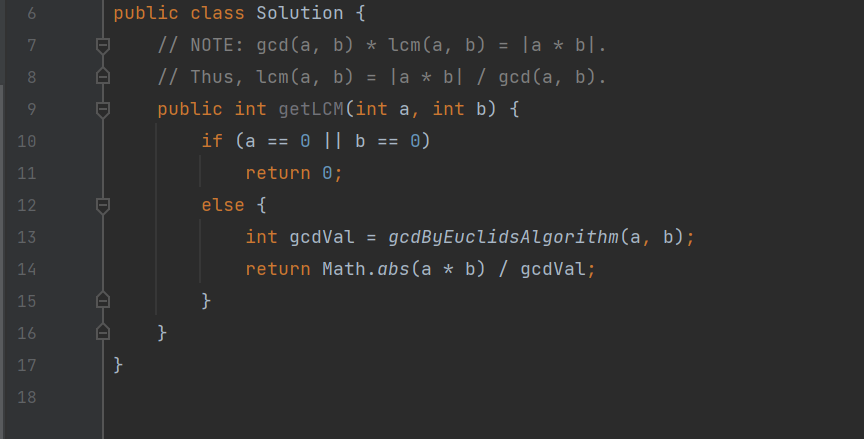 6 public class Solution {
7 // NOTE: gcd(a, b) * lcm(a, b) = |a * b|.
8 // Thus, lcm(a, b) = |a * b| / gcd(a, b).
9 public int getLCM(int a, int b) {
10 if (a == 0 || b == 0)
11 return 0;
12 else {
13 int gcdVal = gcdByEuclidsAlgorithm(a, b);
14 return Math.abs(a * b) / gcdVal;
15 }
16 }
17 }
18